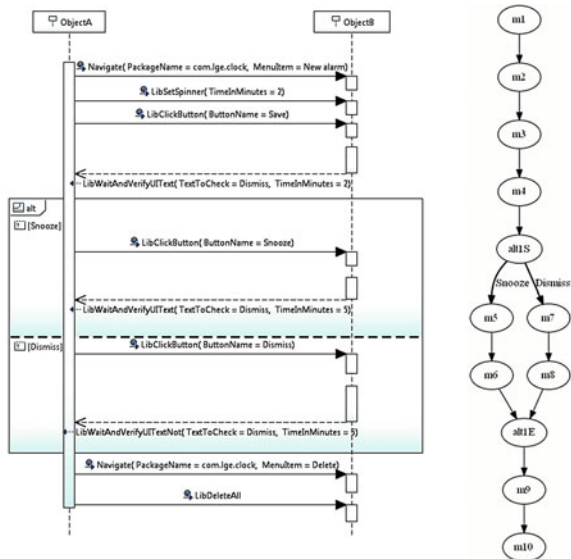 ObjectA
ObjectB
Navigate( PackageName = com.lge.clock, MenuItem = New alarm)
LibSetSpinner( TimeInMinutes = 2)
LibClickButton( ButtonName = Save)
LibWaitAndVerifyUIText( TextToCheck = Dismiss, TimeInMinutes = 2)
alt
[Snooze]
LibClickButton( ButtonName = Snooze)
LibWaitAndVerifyUIText( TextToCheck = Dismiss, TimeInMinutes = 5)
[Dismiss]
LibClickButton( ButtonName = Dismiss)
LibWaitAndVerifyUITextNot( TextToCheck = Dismiss, TimeInMinutes = 5)
Navigate( PackageName = com.lge.clock, MenuItem = Delete)
LibDeleteAll
m1
m2
m3
m4
alt1S
Snooze Dismiss
m5 m7
m6 m8
alt1E
m9
m10